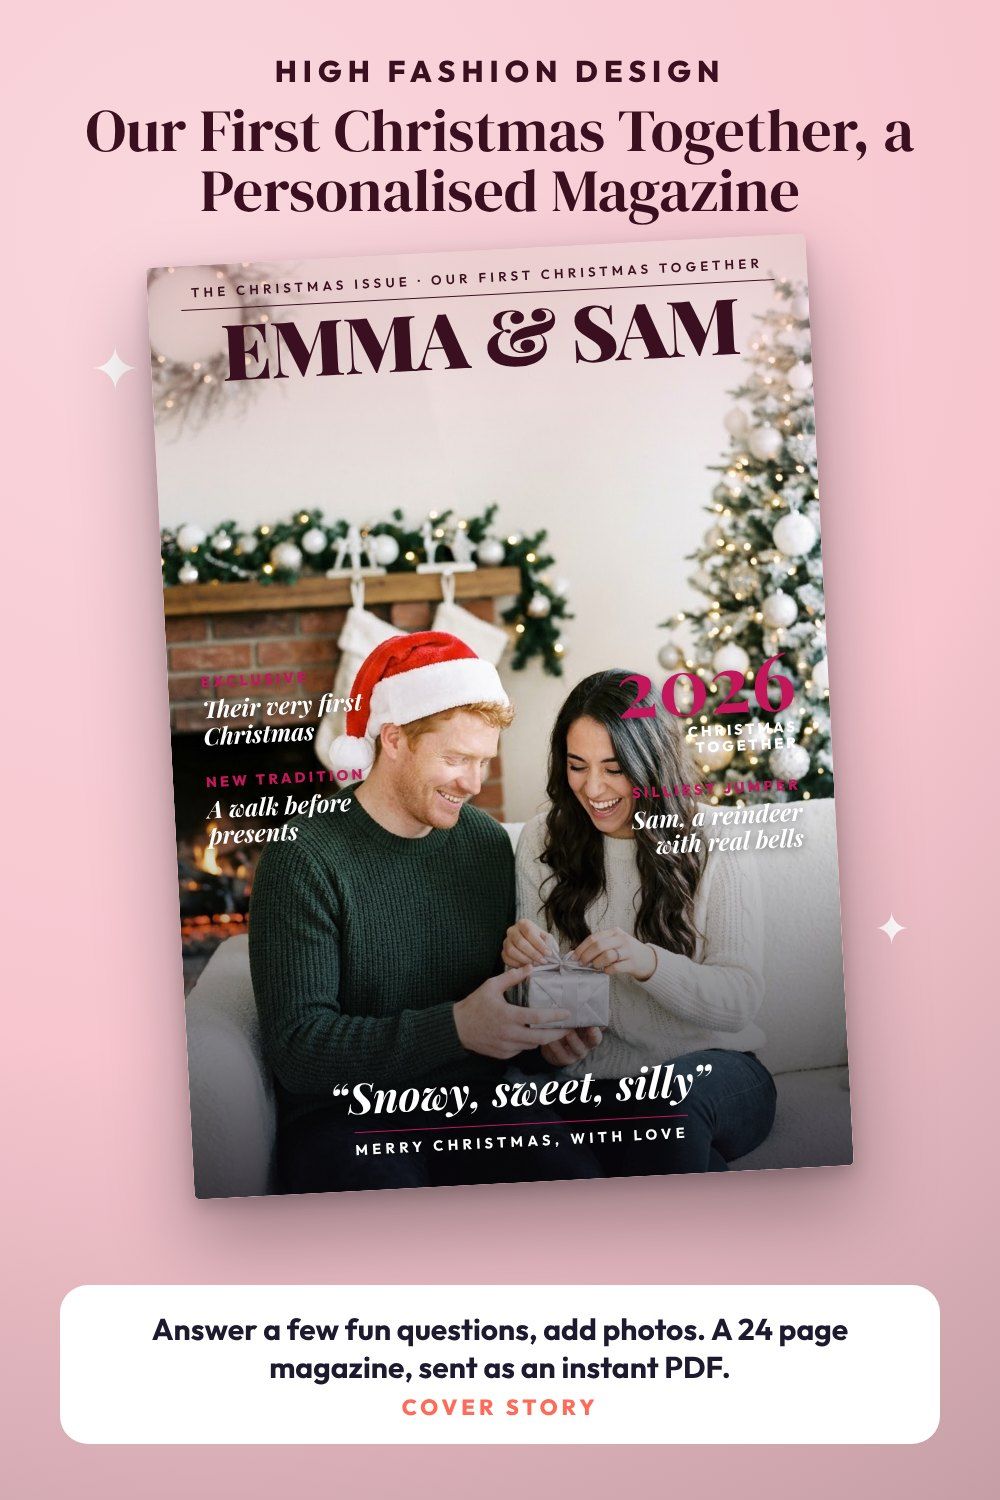 HIGH FASHION DESIGN
Our First Christmas Together, a
Personalised Magazine
THE CHRISTMAS ISSUE · OUR FIRST CHRISTMAS TOGETHER
EMMA & SAM
EXCLUSIVE
Their very first
Christmas
NEW TRADITION
A walk before
presents
2026
CHRISTMAS
TOGETHER
SILLIEST JUMPER
Sam, a reindeer
with real bells
“Snowy, sweet, silly”
MERRY CHRISTMAS, WITH LOVE
Answer a few fun questions, add photos. A 24 page
magazine, sent as an instant PDF.
COVER STORY